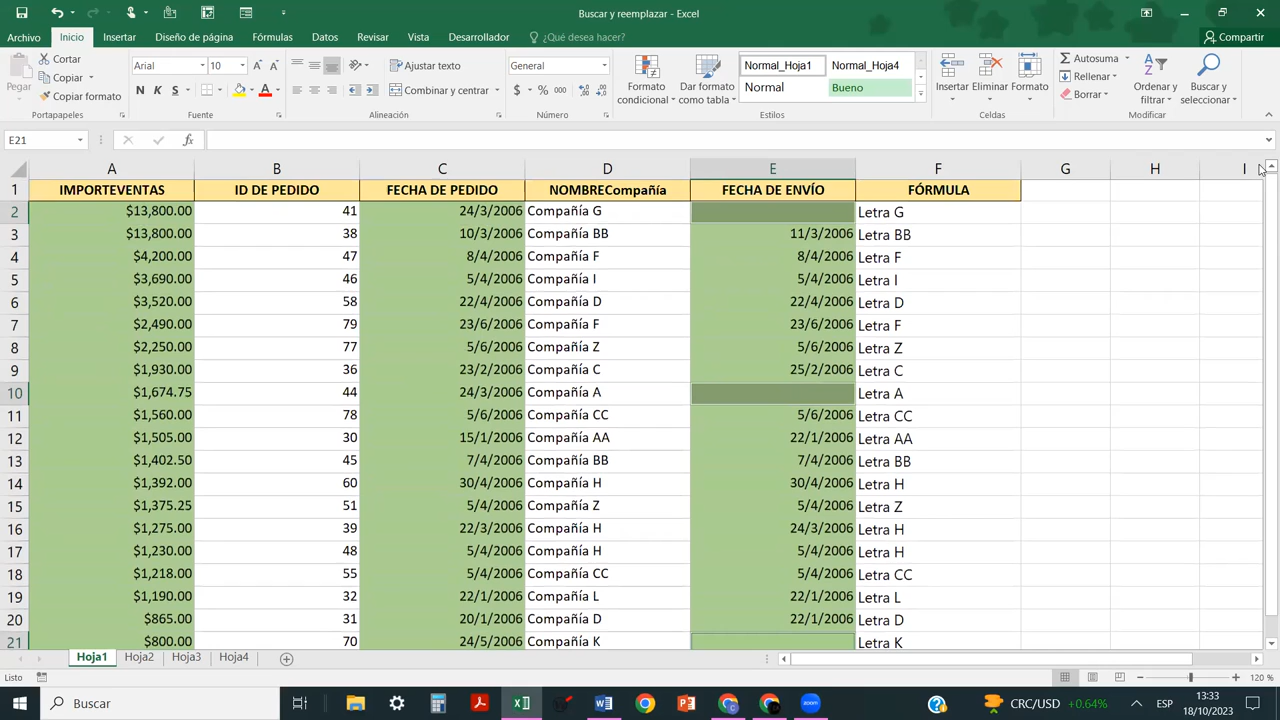 Buscar y reemplazar - Excel
Archivo Inicio Insertar Diseño de página Fórmulas Datos Revisar Vista Desarrollador ¿Qué desea hacer? Compartir
Pegar Cortar Copiar Copiar formato Portapapeles
Arial 10 N K S A Fuente
Ajustar texto Combinar y centrar Alineación
General $ % 000 Número
Formato condicional Dar formato como tabla Normal_Hoja1 Normal_Hoja4 Normal Bueno Estilos
Insertar Eliminar Formato Celdas
Autosuma Rellenar Borrar Ordenar y filtrar Buscar y seleccionar Modificar
E21 fx
A B C D E F G H I
1 IMPORTEVENTAS ID DE PEDIDO FECHA DE PEDIDO NOMBRECompañía FECHA DE ENVÍO FÓRMULA
2 $13,800.00 41 24/3/2006 Compañía G Letra G
3 $13,800.00 38 10/3/2006 Compañía BB 11/3/2006 Letra BB
4 $4,200.00 47 8/4/2006 Compañía F 8/4/2006 Letra F
5 $3,690.00 46 5/4/2006 Compañía I 5/4/2006 Letra I
6 $3,520.00 58 22/4/2006 Compañía D 22/4/2006 Letra D
7 $2,490.00 79 23/6/2006 Compañía F 23/6/2006 Letra F
8 $2,250.00 77 5/6/2006 Compañía Z 5/6/2006 Letra Z
9 $1,930.00 36 23/2/2006 Compañía C 25/2/2006 Letra C
10 $1,674.75 44 24/3/2006 Compañía A Letra A
11 $1,560.00 78 5/6/2006 Compañía CC 5/6/2006 Letra CC
12 $1,505.00 30 15/1/2006 Compañía AA 22/1/2006 Letra AA
13 $1,402.50 45 7/4/2006 Compañía BB 7/4/2006 Letra BB
14 $1,392.00 60 30/4/2006 Compañía H 30/4/2006 Letra H
15 $1,375.25 51 5/4/2006 Compañía Z 5/4/2006 Letra Z
16 $1,275.00 39 22/3/2006 Compañía H 24/3/2006 Letra H
17 $1,230.00 48 5/4/2006 Compañía H 5/4/2006 Letra H
18 $1,218.00 55 5/4/2006 Compañía CC 5/4/2006 Letra CC
19 $1,190.00 32 22/1/2006 Compañía L 22/1/2006 Letra L
20 $865.00 31 20/1/2006 Compañía D 22/1/2006 Letra D
21 $800.00 70 24/5/2006 Compañía K Letra K
Hoja1 Hoja2 Hoja3 Hoja4
Listo 120 %
Buscar zoom CRC/USD +0.64% ESP 13:33
18/10/2023